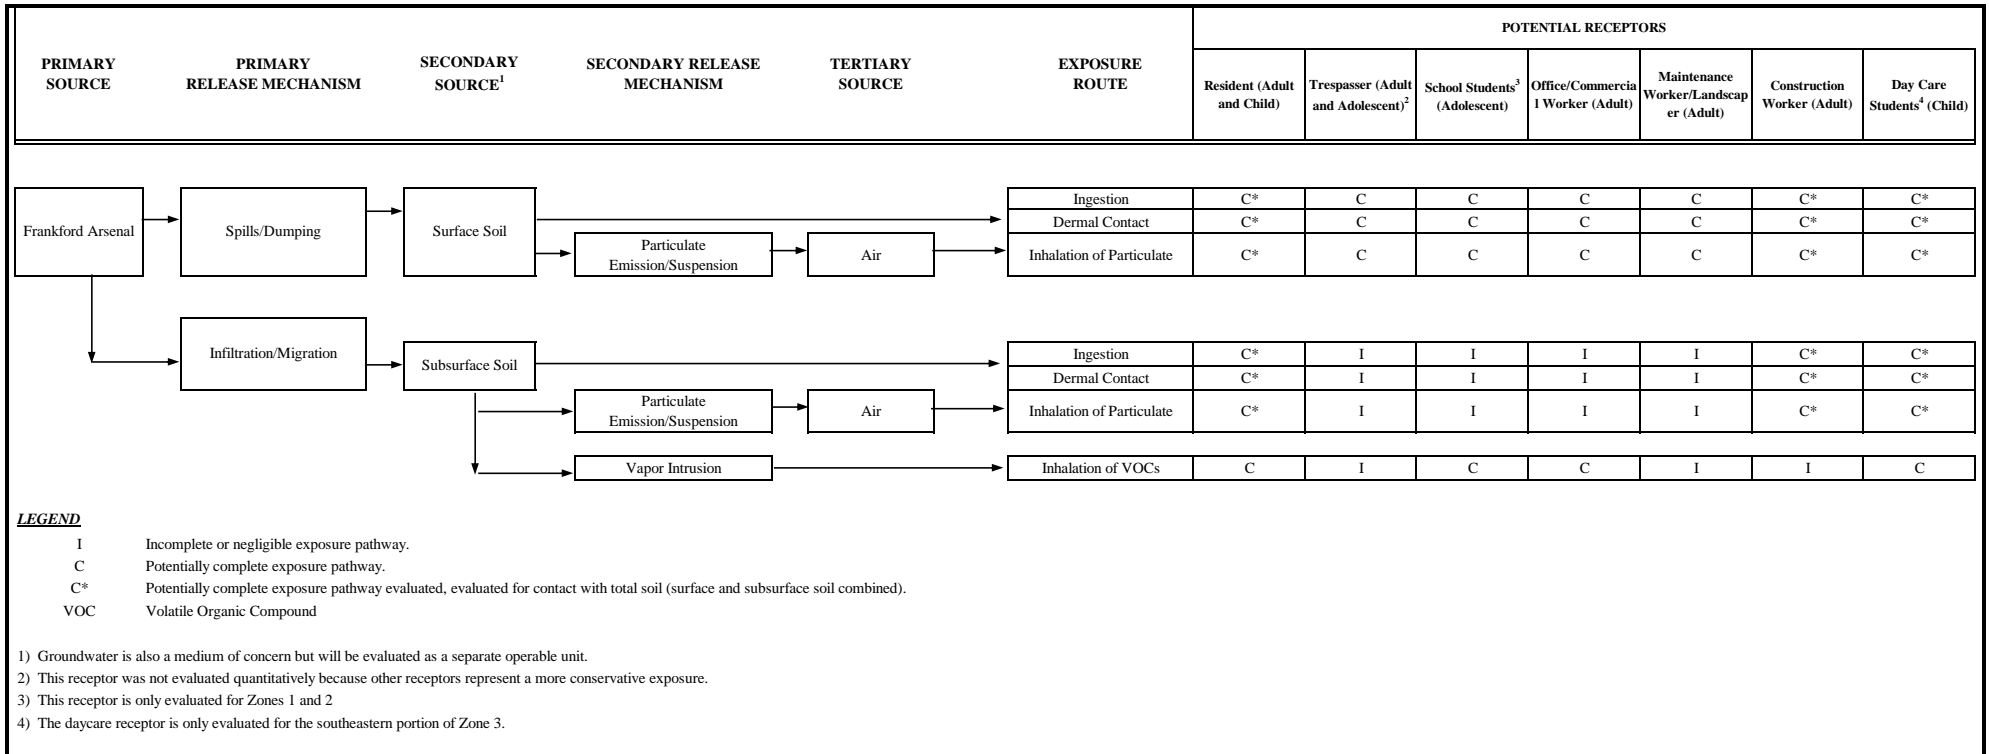 POTENTIAL RECEPTORS
PRIMARY
SOURCE
PRIMARY
RELEASE MECHANISM
SECONDARY
SOURCE1
SECONDARY RELEASE
MECHANISM
TERTIARY
SOURCE
EXPOSURE
ROUTE
Resident (Adult
and Child)
Trespasser (Adult
and Adolescent)2
School Students3
(Adolescent)
Office/Commercia
l Worker (Adult)
Maintenance
Worker/Landscap
er (Adult)
Construction
Worker (Adult)
Day Care
Students4 (Child)
Frankford Arsenal
Spills/Dumping
Surface Soil
Ingestion C* C C C C C* C*
Dermal Contact C* C C C C C* C*
Particulate
Emission/Suspension
Air
Inhalation of Particulate C* C C C C C* C*
Infiltration/Migration
Subsurface Soil
Ingestion C* I I I I C* C*
Dermal Contact C* I I I I C* C*
Particulate
Emission/Suspension
Air
Inhalation of Particulate C* I I I I C* C*
Vapor Intrusion
Inhalation of VOCs C I C C I I C
LEGEND
I Incomplete or negligible exposure pathway.
C Potentially complete exposure pathway.
C* Potentially complete exposure pathway evaluated, evaluated for contact with total soil (surface and subsurface soil combined).
VOC Volatile Organic Compound
1) Groundwater is also a medium of concern but will be evaluated as a separate operable unit.
2) This receptor was not evaluated quantitatively because other receptors represent a more conservative exposure.
3) This receptor is only evaluated for Zones 1 and 2
4) The daycare receptor is only evaluated for the southeastern portion of Zone 3.